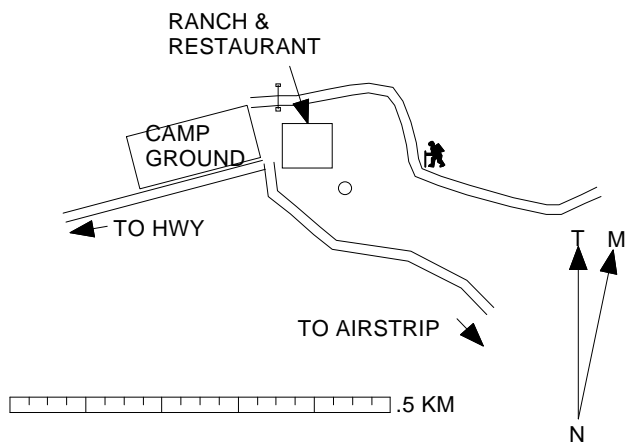 RANCH &
RESTAURANT
CAMP
GROUND
TO HWY
T M
TO AIRSTRIP
.5 KM
N